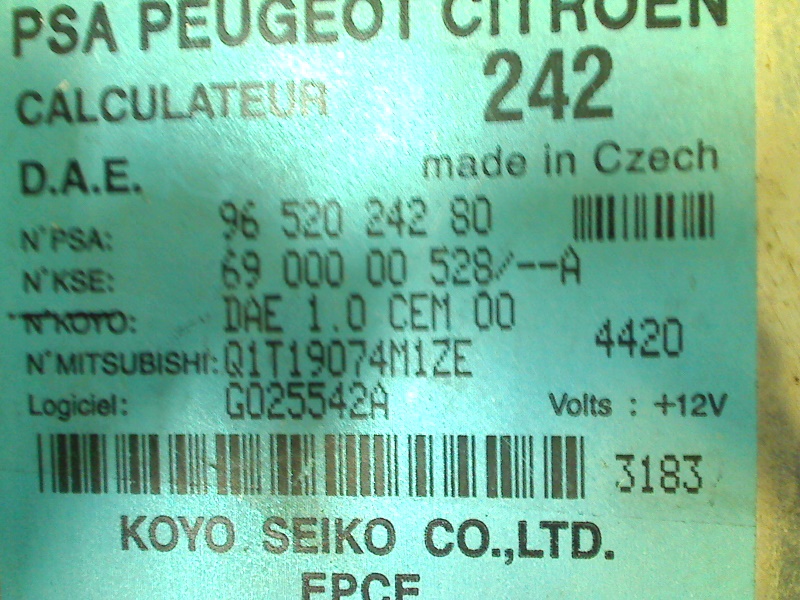 PSA PEUGEOT CITROËN
CALCULATEUR 242
D.A.E. made in Czech
N°PSA: 96 520 242 80
N°KSE: 69 000 00 528/--A
N°KOYO: DAE 1.0 CEM 00
4420
N°MITSUBISHI: Q1T19074M1ZE
Logiciel: G025542A Volts : +12V
3183
KOYO SEIKO CO.,LTD.
EPCE